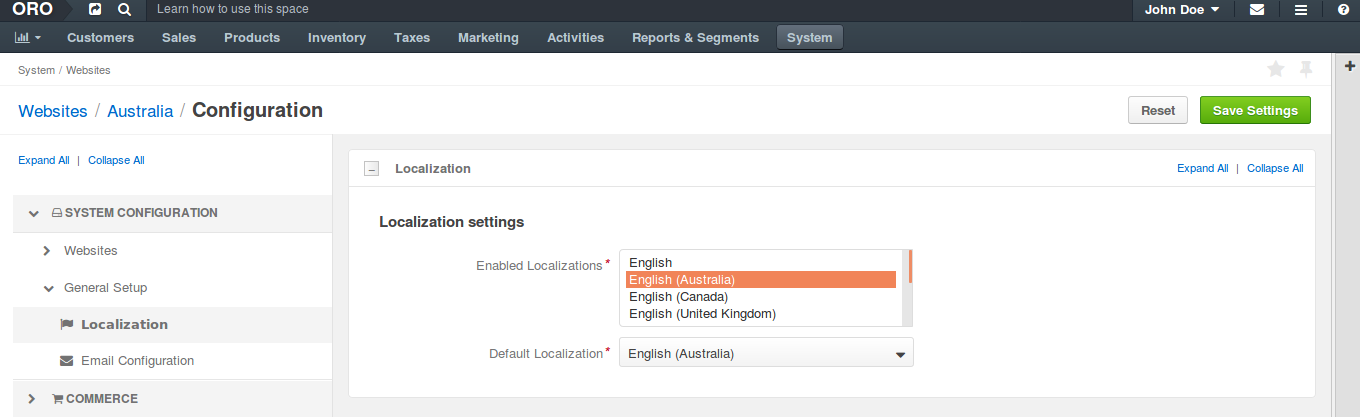 ORO Learn how to use this space John Doe
Customers Sales Products Inventory Taxes Marketing Activities Reports & Segments System
System / Websites
Websites / Australia / Configuration Reset Save Settings
Expand All | Collapse All
Localization Expand All | Collapse All
SYSTEM CONFIGURATION
Localization settings
Websites
Enabled Localizations* English
English (Australia)
General Setup
English (Canada)
English (United Kingdom)
Localization
Default Localization* English (Australia)
Email Configuration
COMMERCE